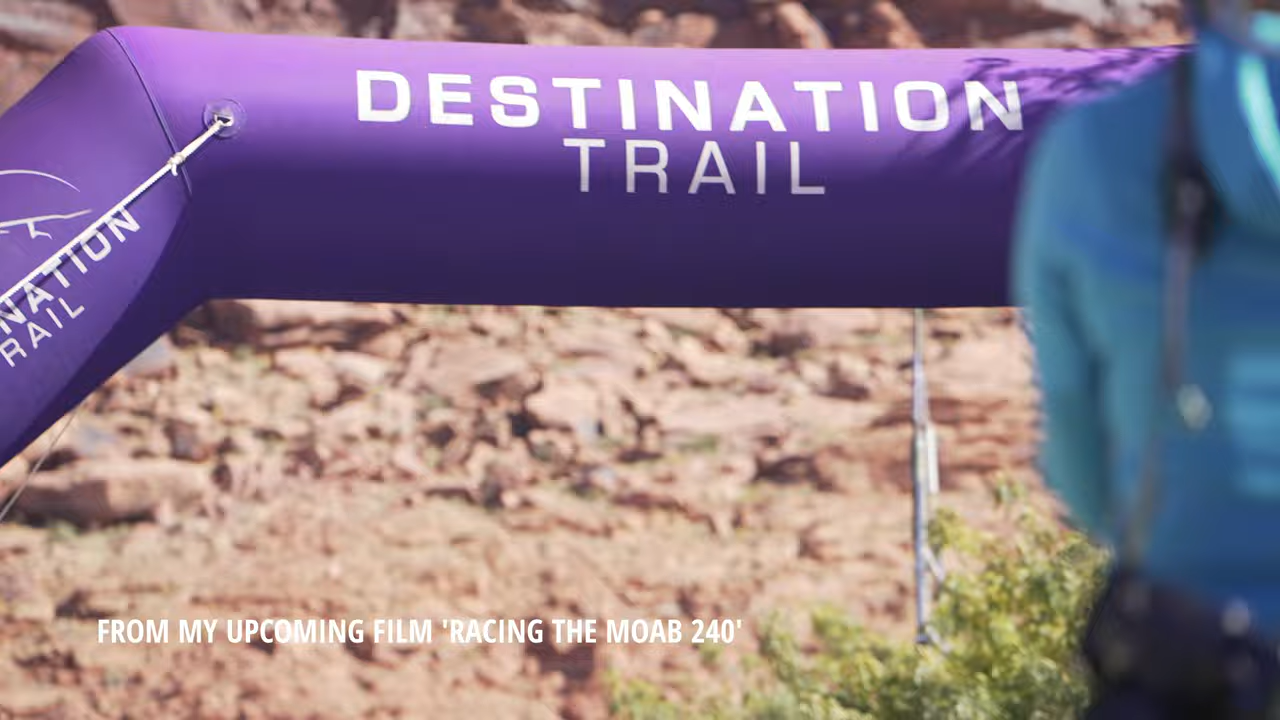 DESTINATION
TRAIL
NATION
RAIL
FROM MY UPCOMING FILM 'RACING THE MOAB 240'